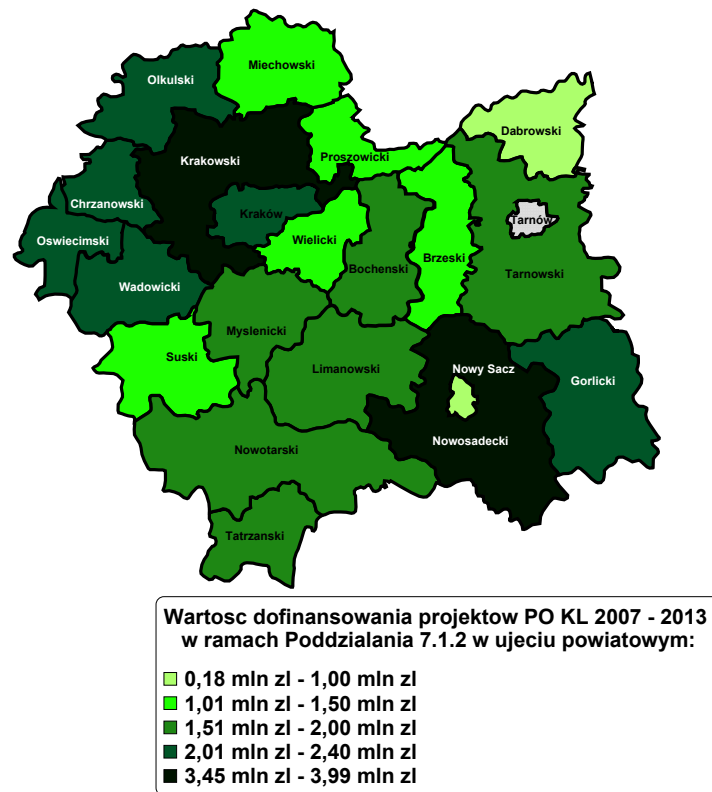 Miechowski
Olkulski
Dabrowski
Krakowski
Proszowicki
Chrzanowski
Kraków
Tarnów
Oswiecimski
Wielicki
Brzeski
Bochenski
Tarnowski
Wadowicki
Myslenicki
Suski
Limanowski
Nowy Sacz
Gorlicki
Nowosadecki
Nowotarski
Tatrzanski
Wartosc dofinansowania projektow PO KL 2007 - 2013
w ramach Poddzialania 7.1.2 w ujeciu powiatowym:
0,18 mln zl - 1,00 mln zl
1,01 mln zl - 1,50 mln zl
1,51 mln zl - 2,00 mln zl
2,01 mln zl - 2,40 mln zl
3,45 mln zl - 3,99 mln zl